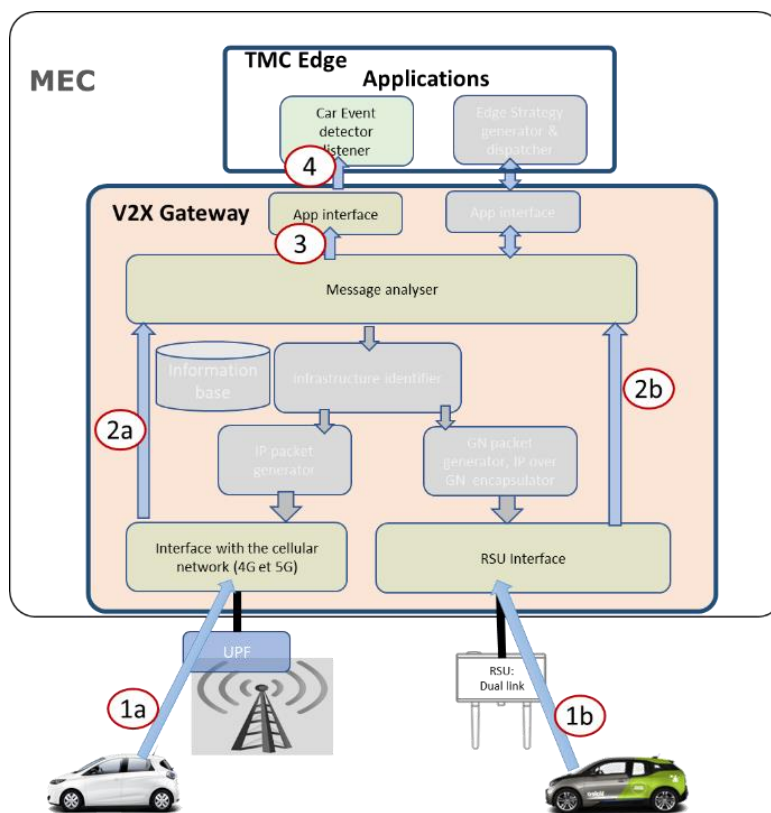 TMC Edge
Applications
MEC
Car Event
detector
listener
Edge Strategy
generator &
dispatcher
4
V2X Gateway
App interface
App interface
3
Message analyser
Information
base
Infrastructure identifier
2a
2b
IP packet
generator
GN packet
generator, IP over
GN encapsulator
Interface with the cellular
network (4G et 5G)
RSU Interface
UPF
RSU:
Dual link
1a
1b